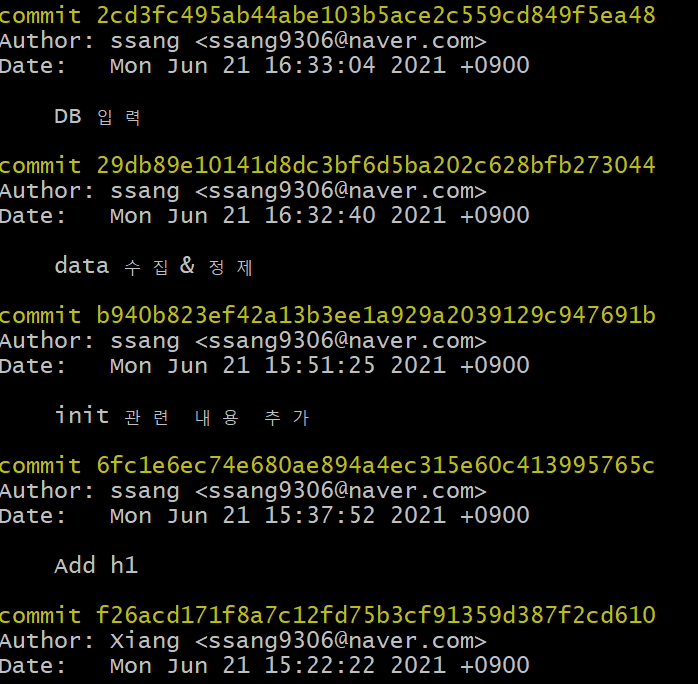 commit 2cd3fc495ab44abe103b5ace2c559cd849f5ea48
Author: ssang <ssang9306@naver.com>
Date:   Mon Jun 21 16:33:04 2021 +0900
DB 입력
commit 29db89e10141d8dc3bf6d5ba202c628bfb273044
Author: ssang <ssang9306@naver.com>
Date:   Mon Jun 21 16:32:40 2021 +0900
data 수집 & 정제
commit b940b823ef42a13b3ee1a929a2039129c947691b
Author: ssang <ssang9306@naver.com>
Date:   Mon Jun 21 15:51:25 2021 +0900
init 관련 내용 추가
commit 6fc1e6ec74e680ae894a4ec315e60c413995765c
Author: ssang <ssang9306@naver.com>
Date:   Mon Jun 21 15:37:52 2021 +0900
Add h1
commit f26acd171f8a7c12fd75b3cf91359d387f2cd610
Author: Xiang <ssang9306@naver.com>
Date:   Mon Jun 21 15:22:22 2021 +0900